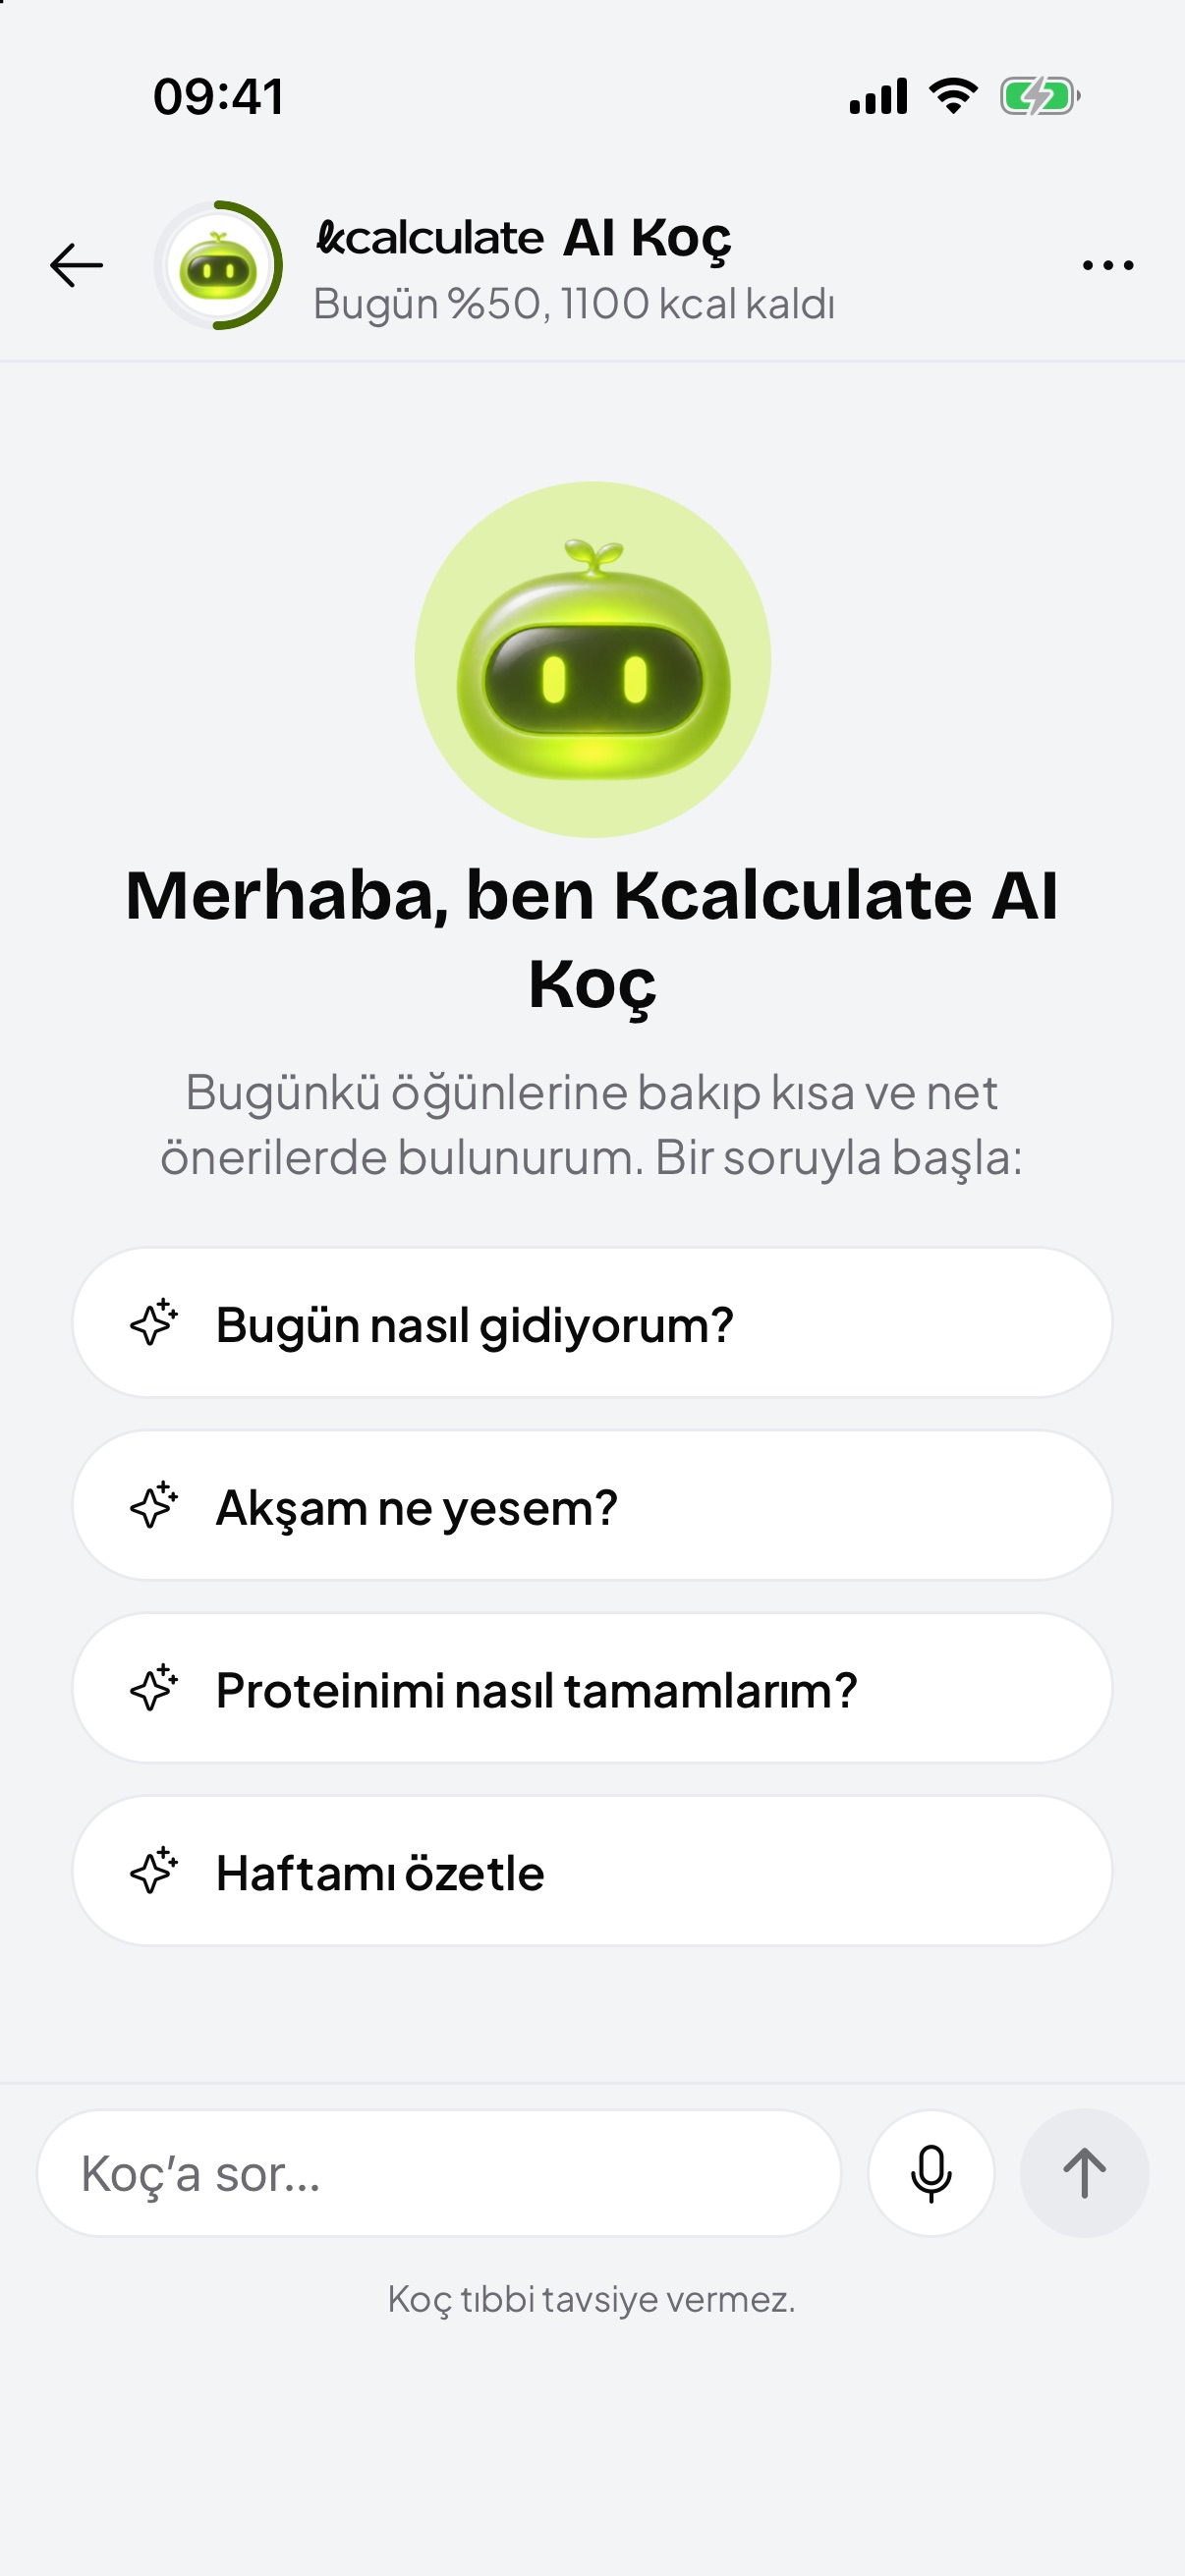 09:41
kcalculate AI Koç
Bugün %50, 1100 kcal kaldı
Merhaba, ben Kcalculate AI
Koç
Bugünkü öğünlerine bakıp kısa ve net
önerilerde bulunurum. Bir soruyla başla:
Bugün nasıl gidiyorum?
Akşam ne yesem?
Proteinimi nasıl tamamlarım?
Haftamı özetle
Koç’a sor...
Koç tıbbi tavsiye vermez.